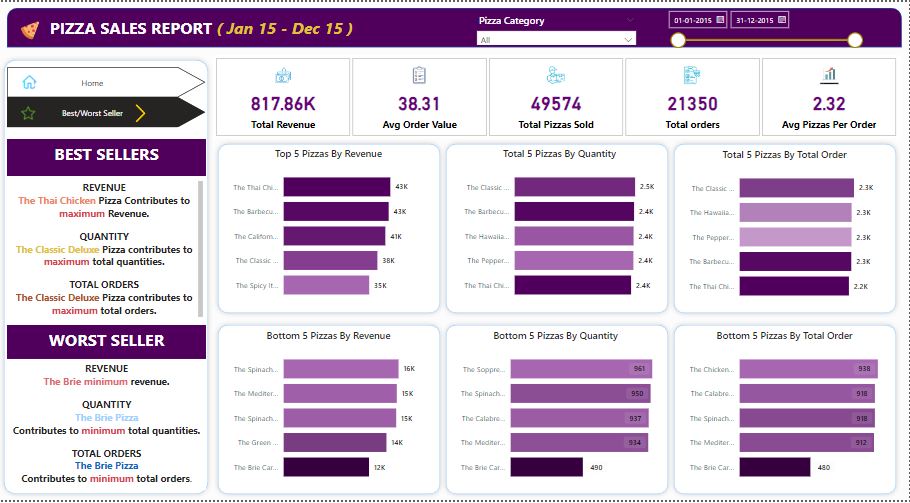 PIZZA SALES REPORT ( Jan 15 - Dec 15 )
Pizza Category
All
01-01-2015
31-12-2015
Home
Best/Worst Seller
817.86K
Total Revenue
38.31
Avg Order Value
49574
Total Pizzas Sold
21350
Total orders
2.32
Avg Pizzas Per Order
BEST SELLERS
REVENUE
The Thai Chicken Pizza Contributes to
maximum Revenue.
QUANTITY
The Classic Deluxe Pizza contributes to
maximum total quantities.
TOTAL ORDERS
The Classic Deluxe Pizza contributes to
maximum total orders.
WORST SELLER
REVENUE
The Brie minimum revenue.
QUANTITY
The Brie Pizza
Contributes to minimum total quantities.
TOTAL ORDERS
The Brie Pizza
Contributes to minimum total orders.
Top 5 Pizzas By Revenue
The Thai Chi... 43K
The Barbecu... 43K
The Californ... 41K
The Classic ... 38K
The Spicy It... 35K
Total 5 Pizzas By Quantity
The Classic ... 2.5K
The Barbecu... 2.4K
The Hawaiia... 2.4K
The Pepper... 2.4K
The Thai Chi... 2.4K
Total 5 Pizzas By Total Order
The Classic ... 2.3K
The Hawaiia... 2.3K
The Pepper... 2.3K
The Barbecu... 2.3K
The Thai Chi... 2.2K
Bottom 5 Pizzas By Revenue
The Spinach... 16K
The Mediter... 15K
The Spinach... 15K
The Green ... 14K
The Brie Car... 12K
Bottom 5 Pizzas By Quantity
The Soppre... 961
The Spinach... 950
The Calabre... 937
The Mediter... 934
The Brie Car... 490
Bottom 5 Pizzas By Total Order
The Chicken... 938
The Calabre... 918
The Spinach... 918
The Mediter... 912
The Brie Car... 480